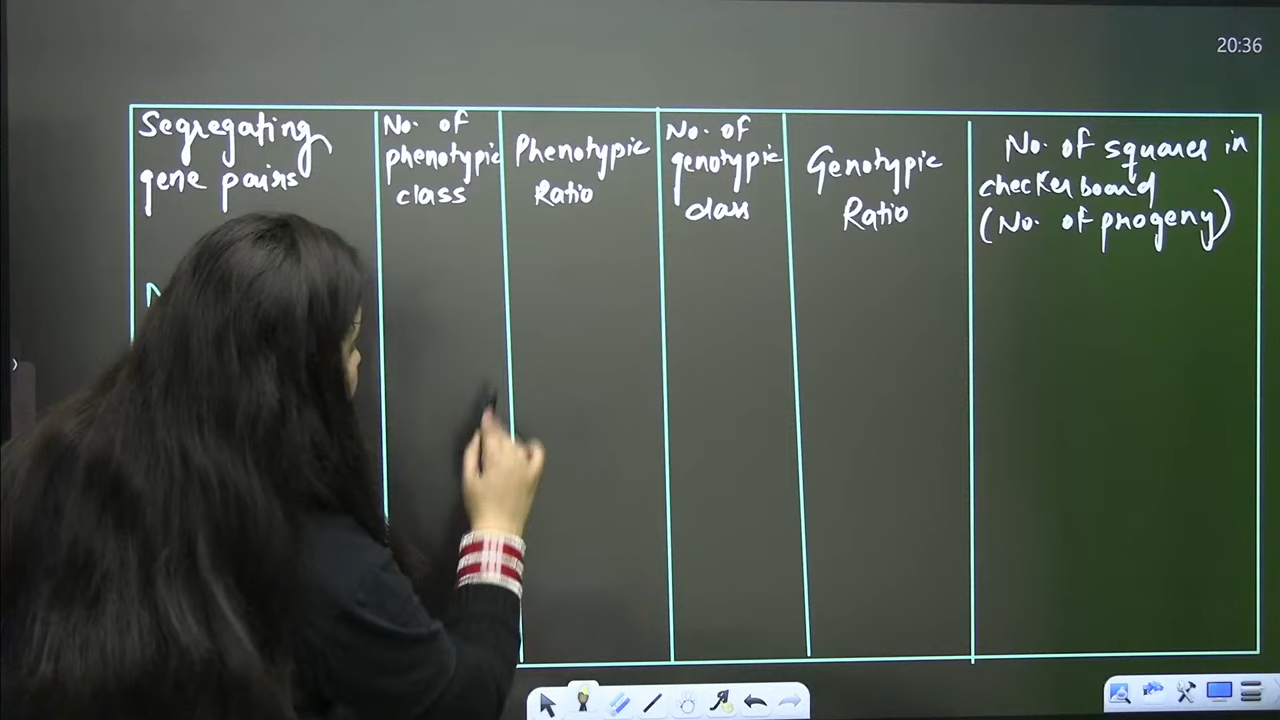 20:36
Segregating
gene pairs
No. of
phenotypic
class
Phenotypic
Ratio
No. of
genotypic
class
Genotypic
Ratio
No. of squares in
checkerboard
(No. of progeny)